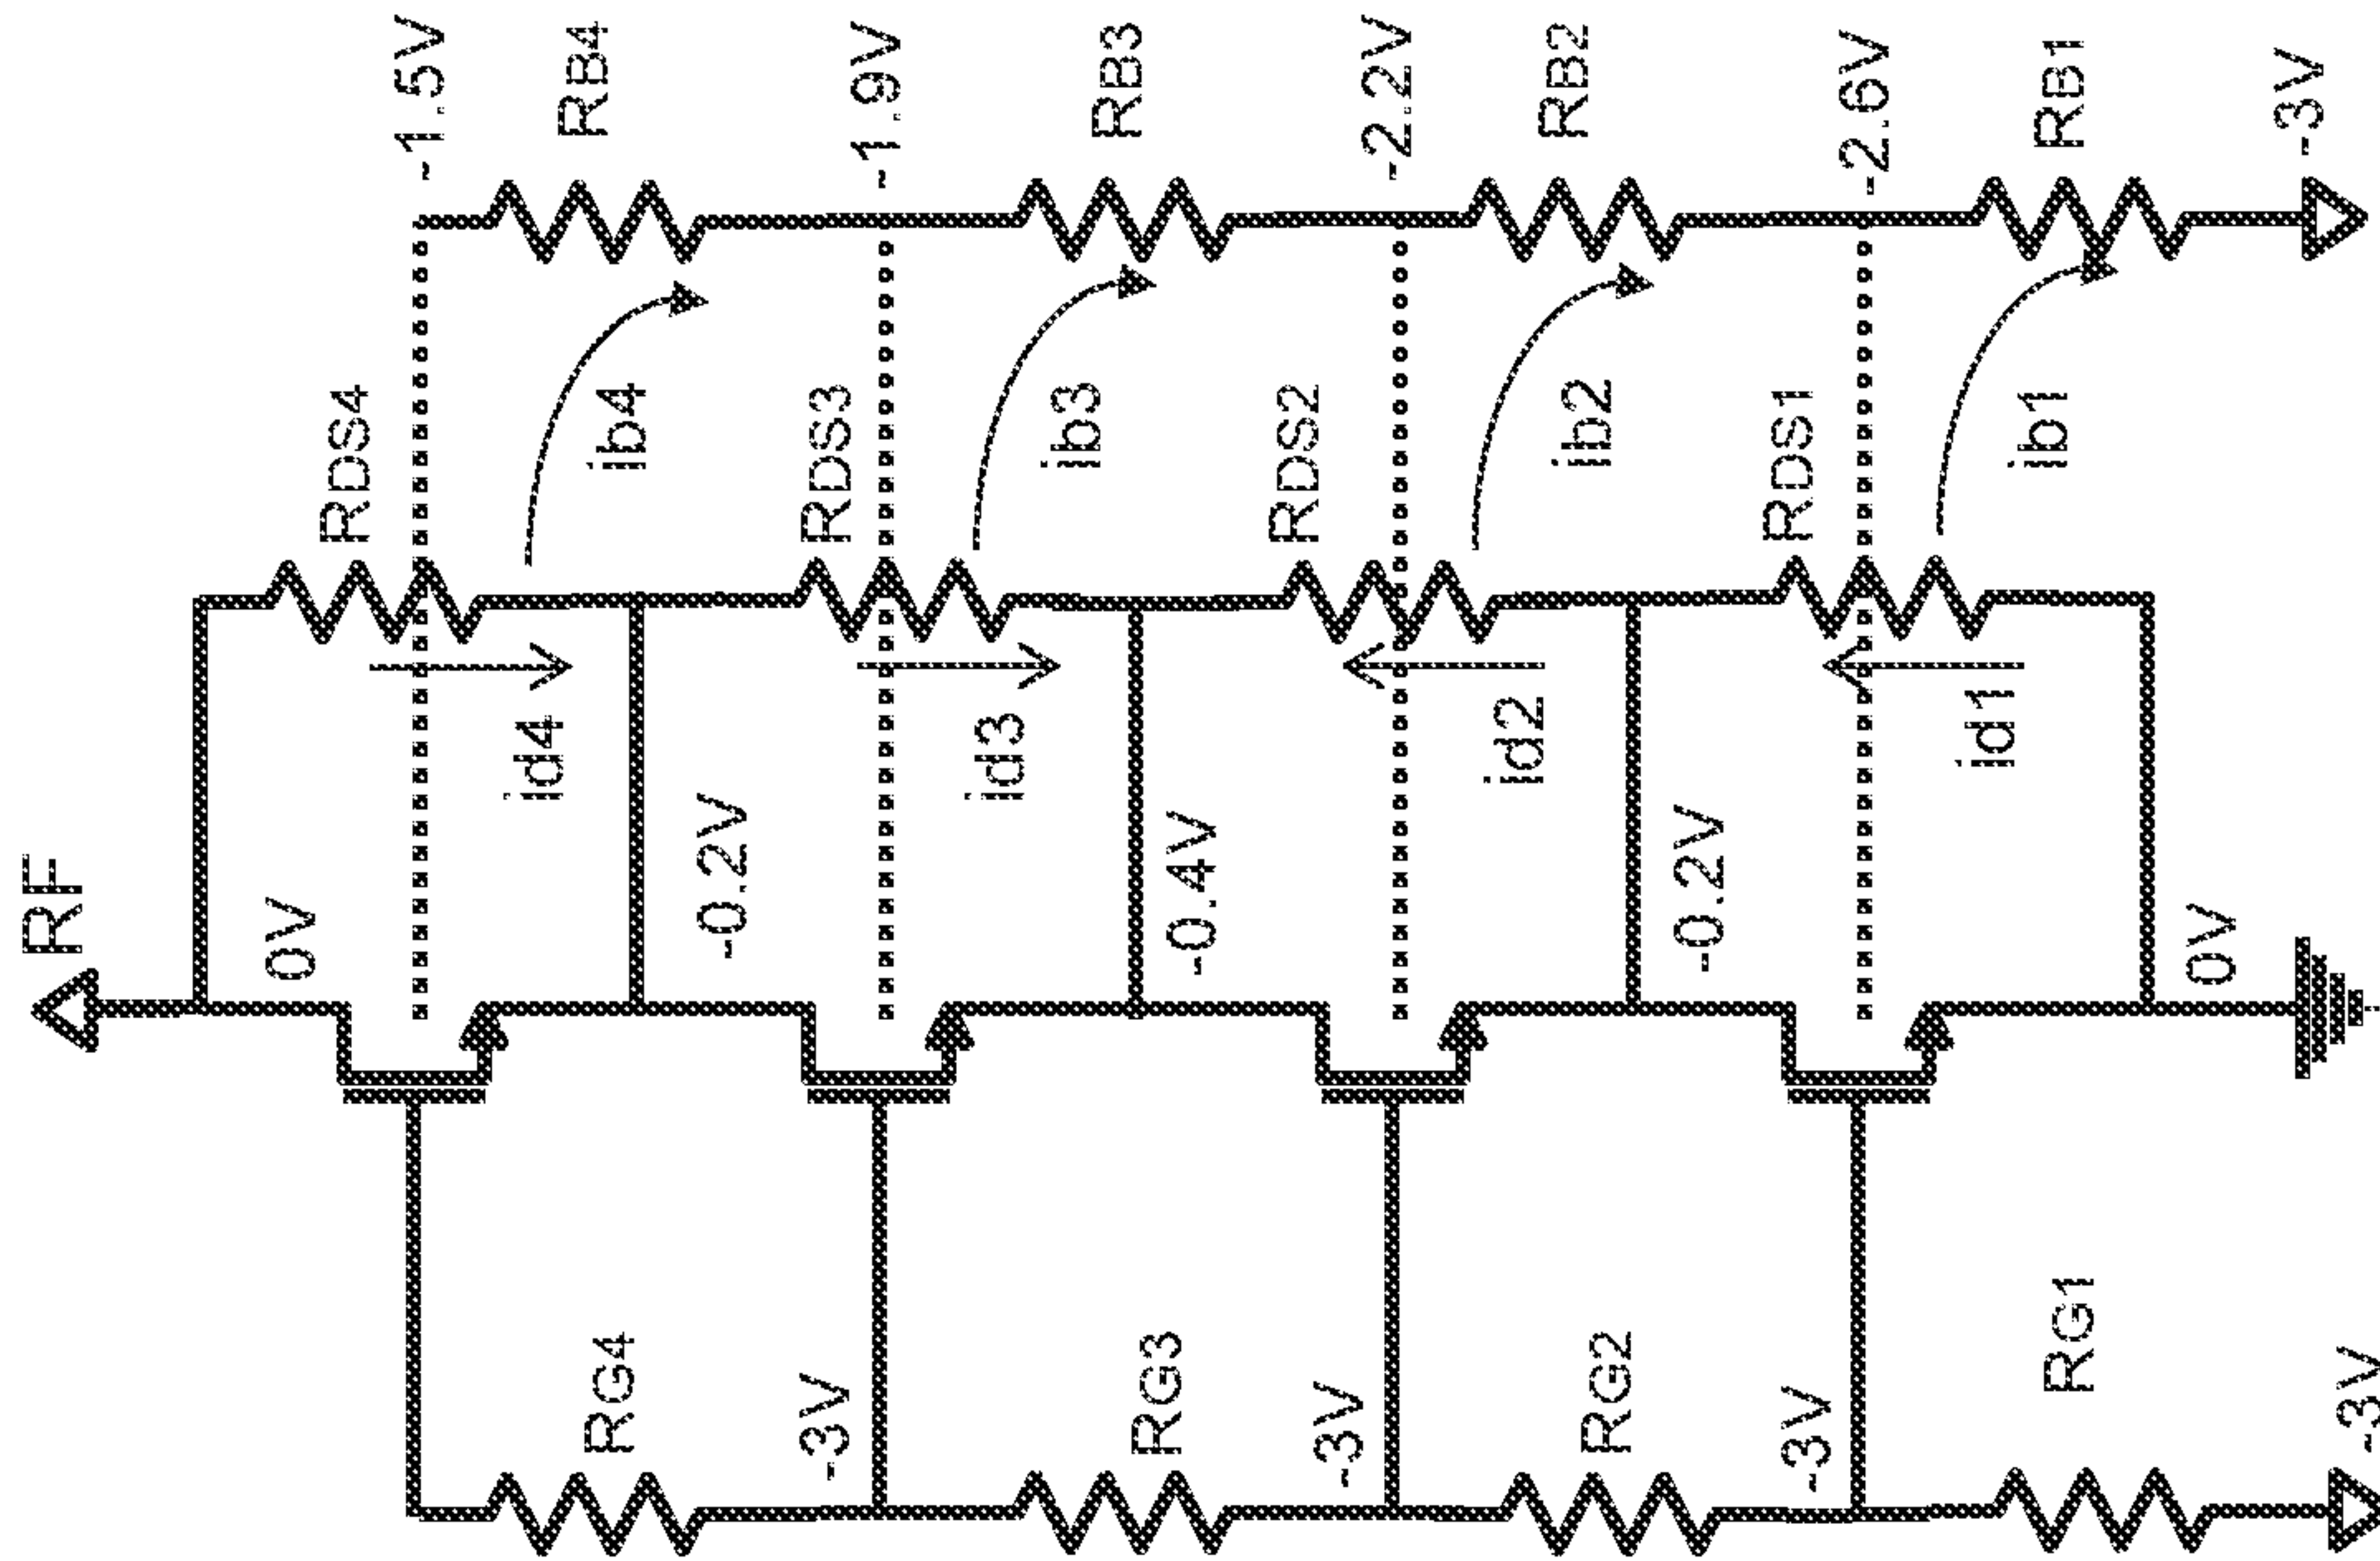 RF
0V
RDS4
-1.5V
id4
ib4
RB4
RG4
-0.2V
RDS3
-1.9V
-3V
id3
ib3
RB3
RG3
-0.4V
RDS2
-2.2V
-3V
id2
ib2
RB2
RG2
-0.2V
RDS1
-2.6V
-3V
id1
ib1
RB1
RG1
0V
-3V
-3V